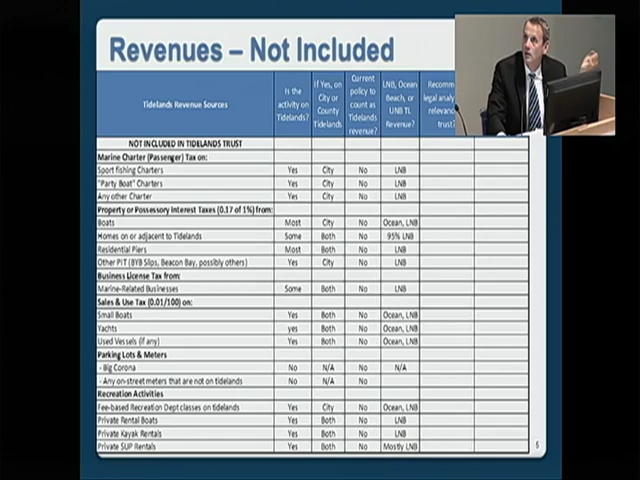 Revenues – Not Included
Tidelands Revenue Sources
Is the activity on Tidelands?
If Yes, on City or County Tidelands
Current policy to count as Tidelands revenue?
LNB, Ocean Beach, or UNB TL Revenue?
Recomm
legal analy
relevanc
trust?
NOT INCLUDED IN TIDELANDS TRUST
Marine Charter (Passenger) Tax on:
Sport fishing Charters Yes City No LNB
"Party Boat" Charters Yes City No LNB
Any other Charter Yes City No LNB
Property or Possessory Interest Taxes (0.17 of 1%) from:
Boats Most City No Ocean, LNB
Homes on or adjacent to Tidelands Some Both No 95% LNB
Residential Piers Most Both No LNB
Other PIT (BYB Slips, Beacon Bay, possibly others) Yes City No LNB
Business License Tax from:
Marine-Related Businesses Some Both No LNB
Sales & Use Tax (0.01/100) on:
Small Boats Yes Both No Ocean, LNB
Yachts yes Both No Ocean, LNB
Used Vessels (if any) Yes Both No Ocean, LNB
Parking Lots & Meters
- Big Corona No N/A No N/A
- Any on-street meters that are not on tidelands No N/A No
Recreation Activities
Fee-based Recreation Dept classes on tidelands Yes City No Ocean, LNB
Private Rental Boats Yes Both No LNB
Private Kayak Rentals Yes Both No LNB
Private SUP Rentals Yes Both No Mostly LNB
5